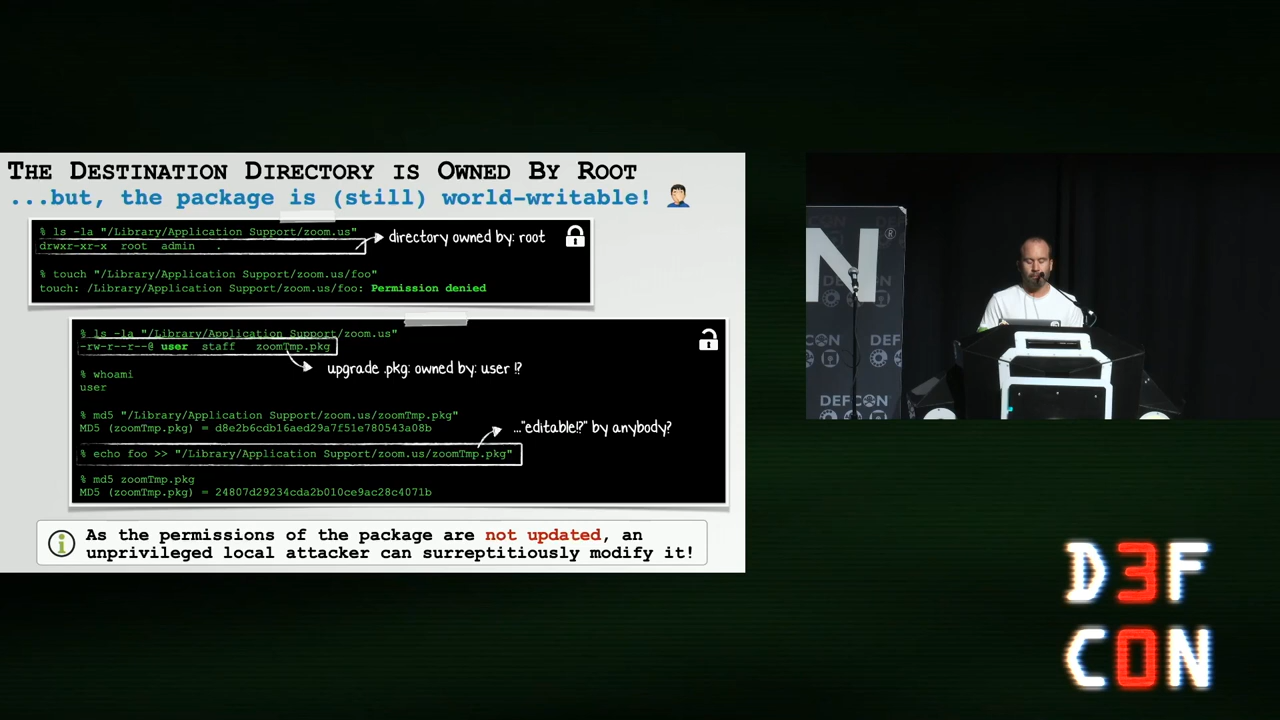 THE DESTINATION DIRECTORY IS OWNED BY ROOT
...but, the package is (still) world-writable!
% ls -la "/Library/Application Support/zoom.us"
drwxr-xr-x root admin .
directory owned by: root
% touch "/Library/Application Support/zoom.us/foo"
touch: /Library/Application Support/zoom.us/foo: Permission denied
% ls -la "/Library/Application Support/zoom.us"
-rw-r--r--@ user staff zoomTmp.pkg
upgrade .pkg: owned by: user !?
% whoami
user
% md5 "/Library/Application Support/zoom.us/zoomTmp.pkg"
MD5 (zoomTmp.pkg) = d8e2b6cdb16aed29a7f51e780543a08b
..."editable!?" by anybody?
% echo foo >> "/Library/Application Support/zoom.us/zoomTmp.pkg"
% md5 zoomTmp.pkg
MD5 (zoomTmp.pkg) = 24807d29234cda2b010ce9ac28c4071b
As the permissions of the package are not updated, an
unprivileged local attacker can surreptitiously modify it!
N®
DEF CON
DEFCON
DEFCON
D3F
C0N